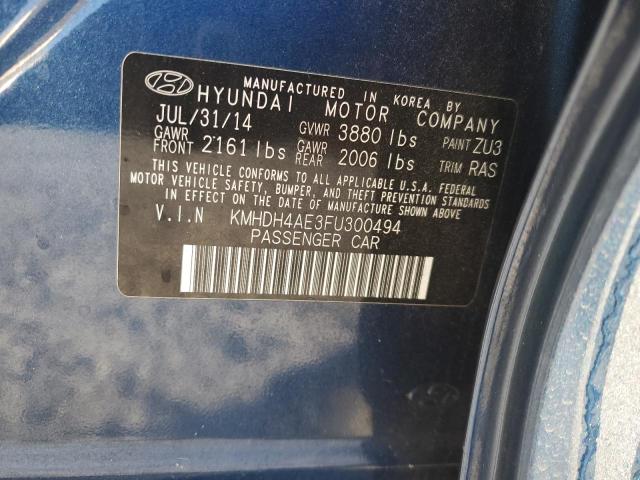 MANUFACTURED IN KOREA BY
HYUNDAI MOTOR COMPANY
JUL/31/14 GVWR 3880 lbs PAINT ZU3
GAWR FRONT 2161 lbs GAWR REAR 2006 lbs TRIM RAS
THIS VEHICLE CONFORMS TO ALL APPLICABLE U.S.A. FEDERAL
MOTOR VEHICLE SAFETY, BUMPER, AND THEFT PREVENTION STANDARDS
IN EFFECT ON THE DATE OF MANUFACTURE SHOWN ABOVE.
V.I.N KMHDH4AE3FU300494
PASSENGER CAR